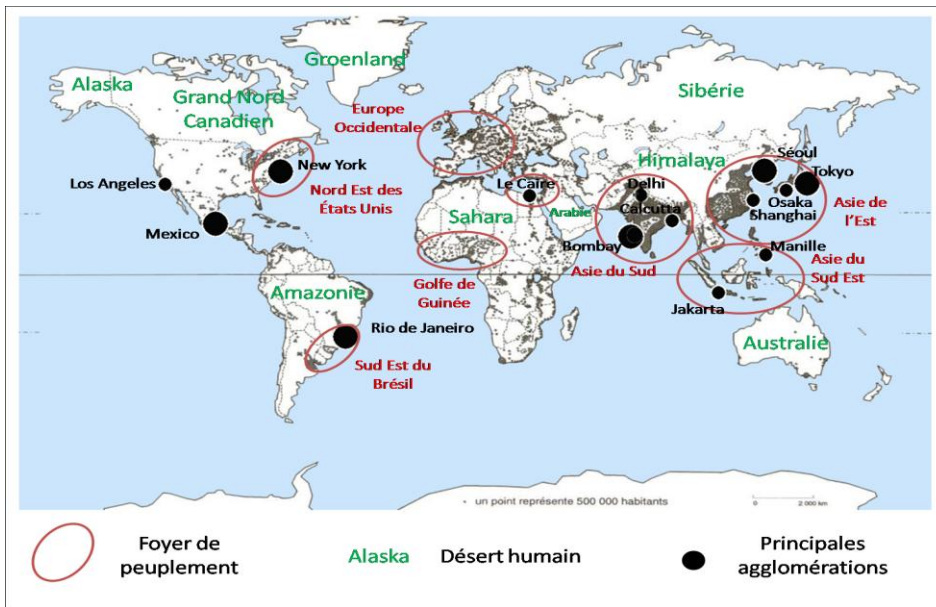 Groenland
Alaska
Grand Nord
Canadien
Sibérie
Europe
Occidentale
Himalaya
Séoul
New York
Los Angeles
Nord Est des
États Unis
Le Caire
Delhi
Tokyo
Osaka
Shanghai
Asie de
l'Est
Sahara
Arabie
Calcutta
Mexico
Bombay
Asie du Sud
Manille
Asie du
Sud Est
Golfe de
Guinée
Jakarta
Amazonie
Rio de Janeiro
Sud Est du
Brésil
Australie
un point représente 500 000 habitants
0 2 000 km
Foyer de
peuplement
Alaska
Désert humain
Principales
agglomérations